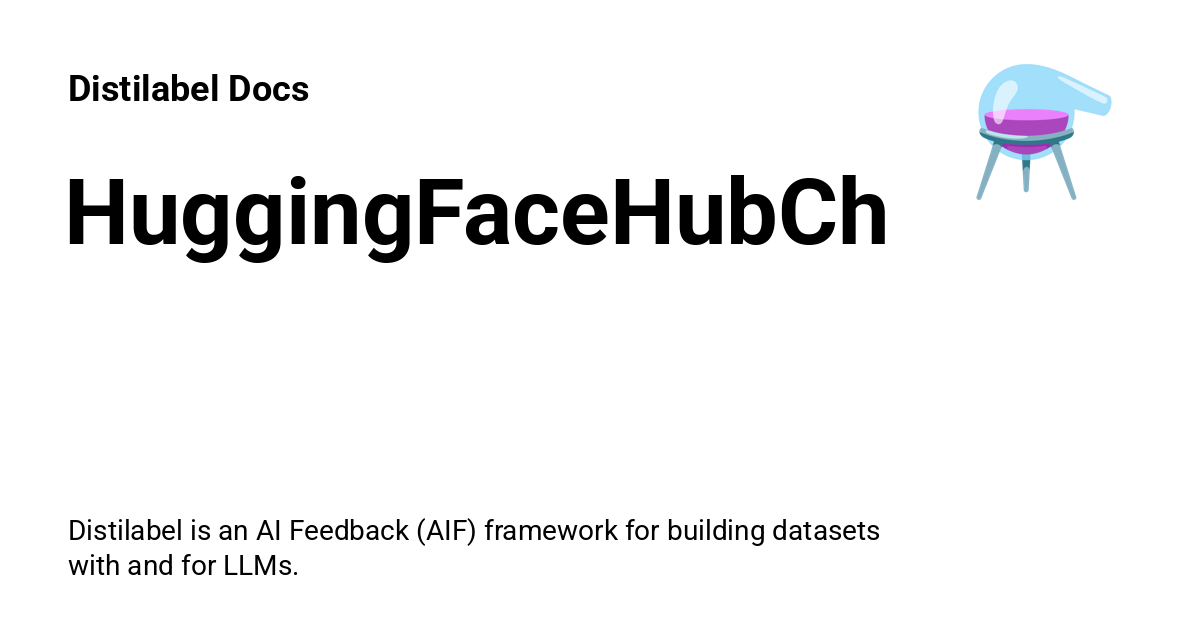 Distilabel Docs
HuggingFaceHubCh
Distilabel is an AI Feedback (AIF) framework for building datasets
with and for LLMs.